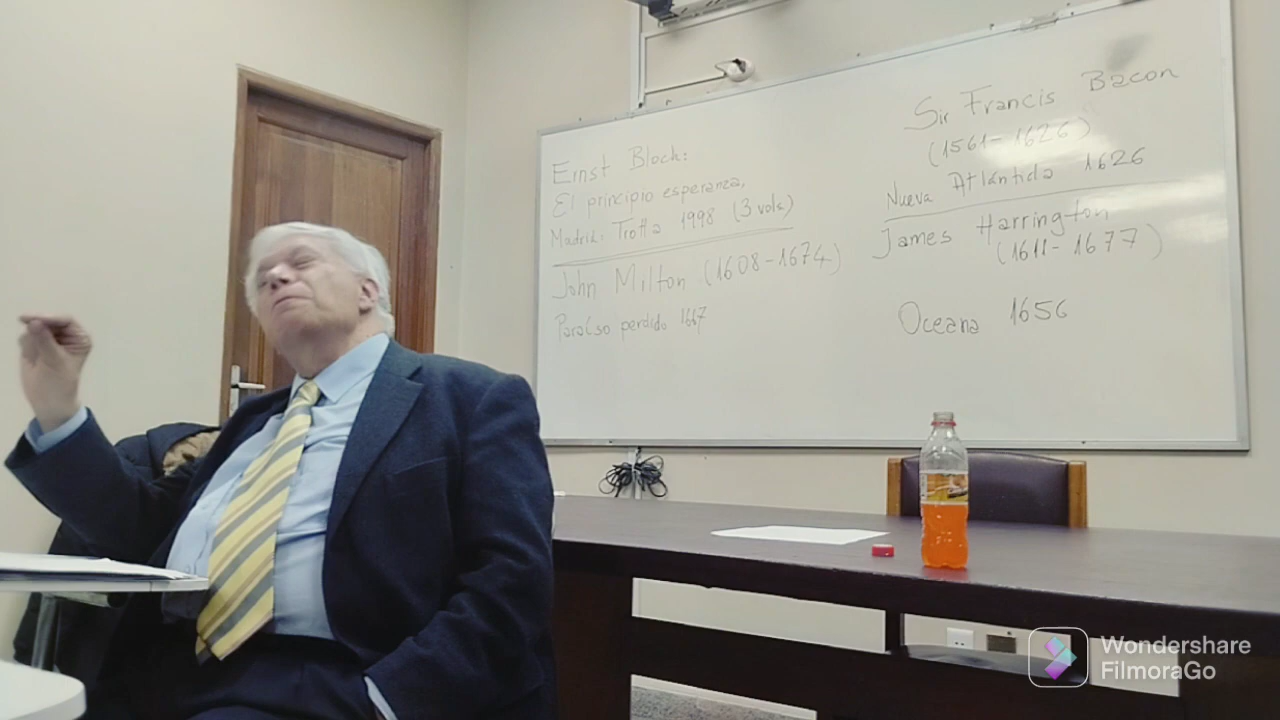 Ernst Bloch:
El principio esperanza,
Madrid: Trotta 1998 (3 vols)
John Milton (1608-1674)
Paraíso perdido 1667
Sir Francis Bacon
(1561-1626)
Nueva Atlántida 1626
James Harrington
(1611-1677)
Oceana 1656
Wondershare
FilmoraGo